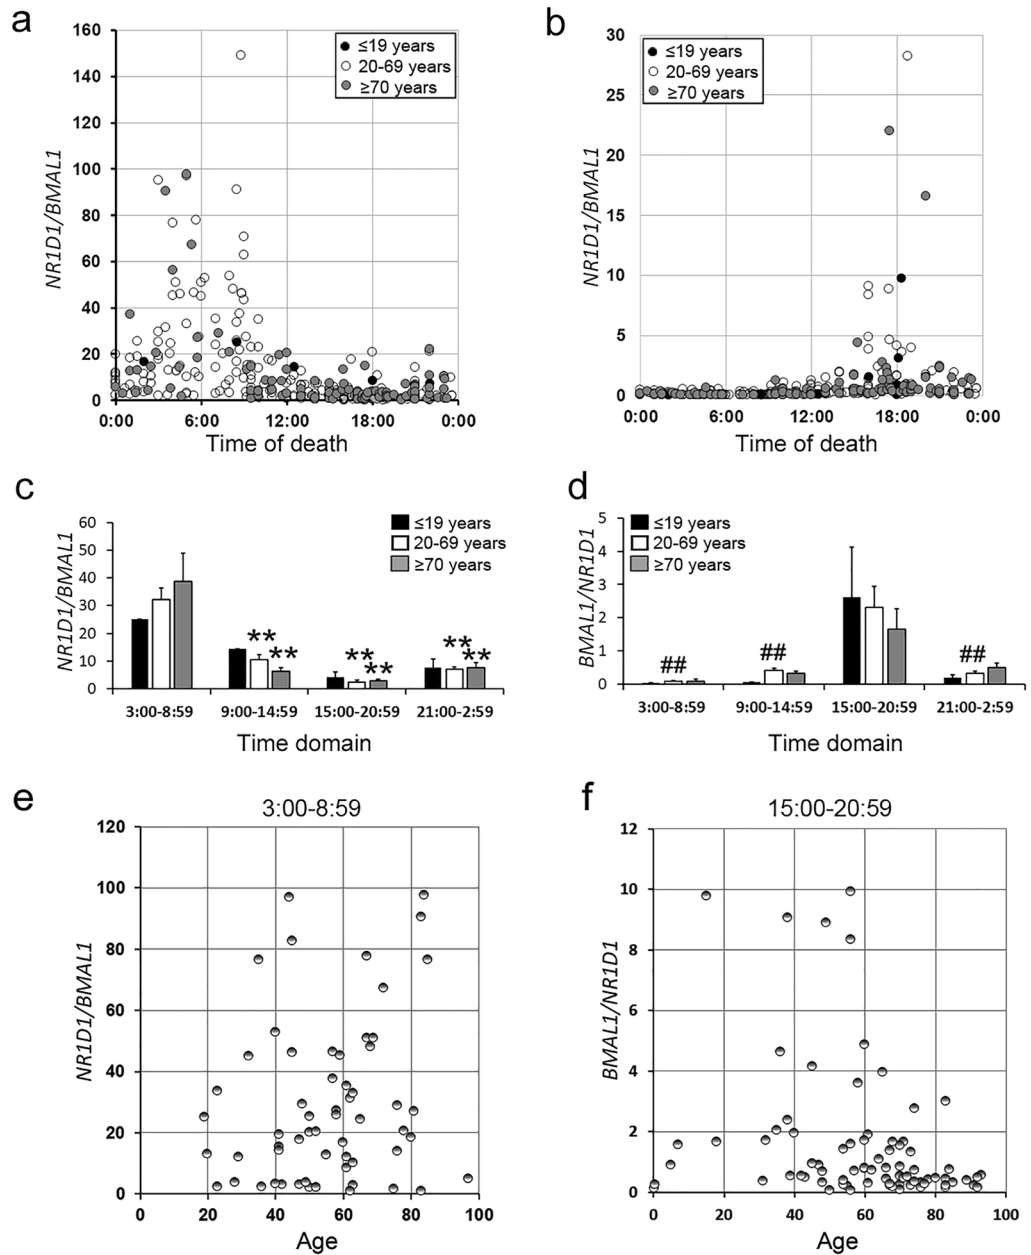 a
NR1D1/BMAL1
160
140
120
100
80
60
40
20
0
≤19 years
20-69 years
≥70 years
0:00 6:00 12:00 18:00 0:00
Time of death
b
NR1D1/BMAL1
30
25
20
15
10
5
0
≤19 years
20-69 years
≥70 years
0:00 6:00 12:00 18:00 0:00
Time of death
c
NR1D1/BMAL1
60
50
40
30
20
10
0
≤19 years
20-69 years
≥70 years
** **
** **
** **
3:00-8:59 9:00-14:59 15:00-20:59 21:00-2:59
Time domain
d
BMAL1/NR1D1
5
4
3
2
1
0
≤19 years
20-69 years
≥70 years
## ## ##
3:00-8:59 9:00-14:59 15:00-20:59 21:00-2:59
Time domain
e
3:00-8:59
NR1D1/BMAL1
120
100
80
60
40
20
0
0 20 40 60 80 100
Age
f
15:00-20:59
BMAL1/NR1D1
12
10
8
6
4
2
0
0 20 40 60 80 100
Age